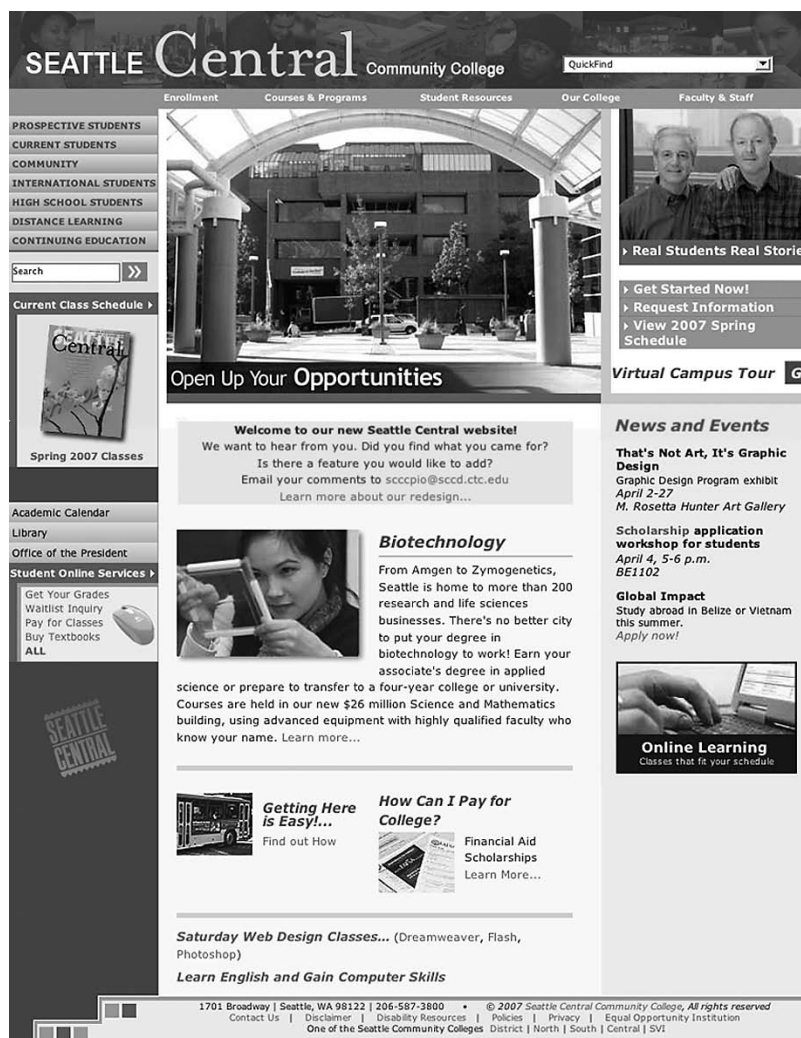 SEATTLE Central Community College
QuickFind
Enrollment Courses & Programs Student Resources Our College Faculty & Staff
PROSPECTIVE STUDENTS
CURRENT STUDENTS
COMMUNITY
INTERNATIONAL STUDENTS
HIGH SCHOOL STUDENTS
DISTANCE LEARNING
CONTINUING EDUCATION
Search
Current Class Schedule
Central
Spring 2007 Classes
Academic Calendar
Library
Office of the President
Student Online Services
Get Your Grades
Waitlist Inquiry
Pay for Classes
Buy Textbooks
ALL
SEATTLE
CENTRAL
Open Up Your Opportunities
Welcome to our new Seattle Central website!
We want to hear from you. Did you find what you came for?
Is there a feature you would like to add?
Email your comments to scccpio@sccd.ctc.edu
Learn more about our redesign...
Biotechnology
From Amgen to Zymogenetics,
Seattle is home to more than 200
research and life sciences
businesses. There's no better city
to put your degree in
biotechnology to work! Earn your
associate's degree in applied
science or prepare to transfer to a four-year college or university.
Courses are held in our new $26 million Science and Mathematics
building, using advanced equipment with highly qualified faculty who
know your name. Learn more...
Getting Here
is Easy!...
Find out How
How Can I Pay for
College?
Financial Aid
Scholarships
Learn More...
Saturday Web Design Classes... (Dreamweaver, Flash,
Photoshop)
Learn English and Gain Computer Skills
Real Students Real Storie
Get Started Now!
Request Information
View 2007 Spring
Schedule
Virtual Campus Tour G
News and Events
That's Not Art, It's Graphic
Design
Graphic Design Program exhibit
April 2-27
M. Rosetta Hunter Art Gallery
Scholarship application
workshop for students
April 4, 5-6 p.m.
BE1102
Global Impact
Study abroad in Belize or Vietnam
this summer.
Apply now!
Online Learning
Classes that fit your schedule
1701 Broadway | Seattle, WA 98122 | 206-587-3800 • © 2007 Seattle Central Community College, All rights reserved
Contact Us | Disclaimer | Disability Resources | Policies | Privacy | Equal Opportunity Institution
One of the Seattle Community Colleges District | North | South | Central | SVI